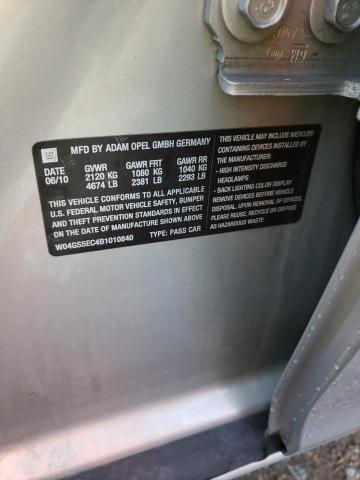 GM
MFD BY ADAM OPEL GMBH GERMANY
DATE GVWR GAWR FRT GAWR RR
06/10 2120 KG 1080 KG 1040 KG
4674 LB 2381 LB 2293 LB
THIS VEHICLE CONFORMS TO ALL APPLICABLE
U.S. FEDERAL MOTOR VEHICLE SAFETY, BUMPER
AND THEFT PREVENTION STANDARDS IN EFFECT
ON THE DATE OF MANUFACTURE SHOWN ABOVE
W04GS5EC4B1010840 TYPE: PASS CAR
THIS VEHICLE MAY INCLUDE MERCURY
CONTAINING DEVICES INSTALLED BY
- HIGH INTENSITY DISCHARGE
HEADLAMPS
- BACK LIGHTING COLOR DISPLAY
REMOVE DEVICES BEFORE VEHICLE
DISPOSAL. UPON REMOVAL OF DEVICES
PLEASE REUSE, RECYCLE OR DISPOSE
AS HAZARDOUS WASTE